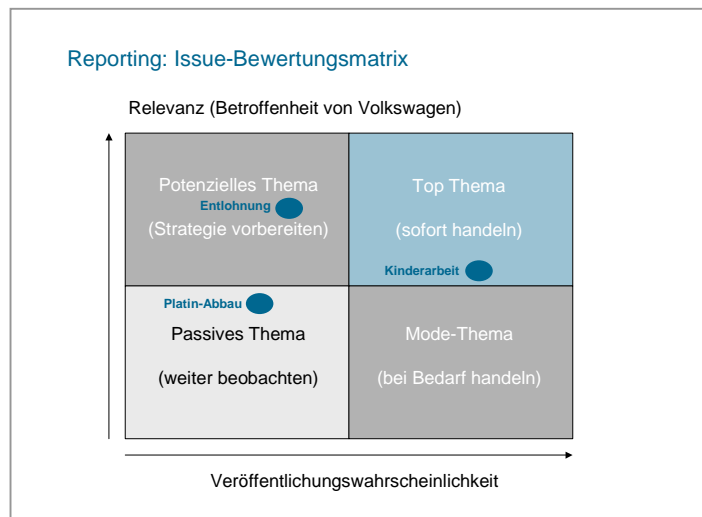 Reporting: Issue-Bewertungsmatrix
Relevanz (Betroffenheit von Volkswagen)
Potenzielles Thema
Entlohnung
(Strategie vorbereiten)
Top Thema
(sofort handeln)
Kinderarbeit
Platin-Abbau
Passives Thema
(weiter beobachten)
Mode-Thema
(bei Bedarf handeln)
Veröffentlichungswahrscheinlichkeit